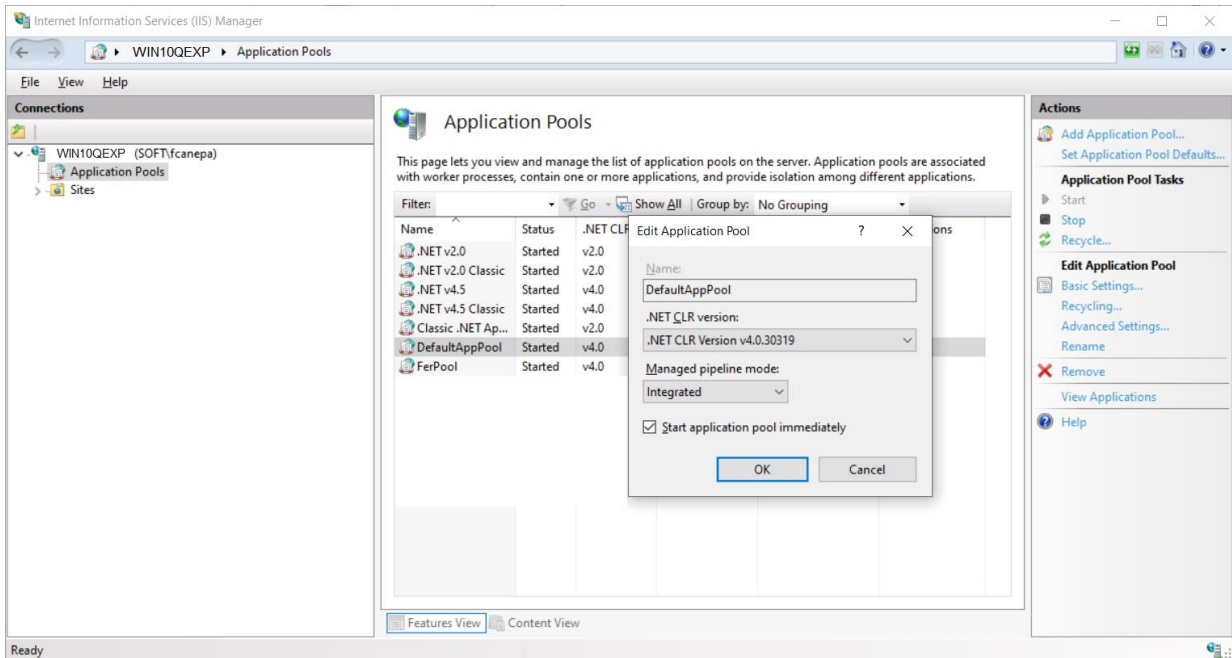 Internet Information Services (IIS) Manager
WIN10QEXP Application Pools
File View Help
Connections
WIN10QEXP (SOFT\fcanepa)
Application Pools
Sites
Application Pools
This page lets you view and manage the list of application pools on the server. Application pools are associated
with worker processes, contain one or more applications, and provide isolation among different applications.
Filter: Go Show All Group by: No Grouping
Name Status .NET CLF ons
.NET v2.0 Started v2.0
.NET v2.0 Classic Started v2.0
.NET v4.5 Started v4.0
.NET v4.5 Classic Started v4.0
Classic .NET Ap... Started v2.0
DefaultAppPool Started v4.0
FerPool Started v4.0
Edit Application Pool ?
Name:
DefaultAppPool
.NET CLR version:
.NET CLR Version v4.0.30319
Managed pipeline mode:
Integrated
Start application pool immediately
OK Cancel
Features View Content View
Actions
Add Application Pool...
Set Application Pool Defaults...
Application Pool Tasks
Start
Stop
Recycle...
Edit Application Pool
Basic Settings...
Recycling...
Advanced Settings...
Rename
Remove
View Applications
Help
Ready